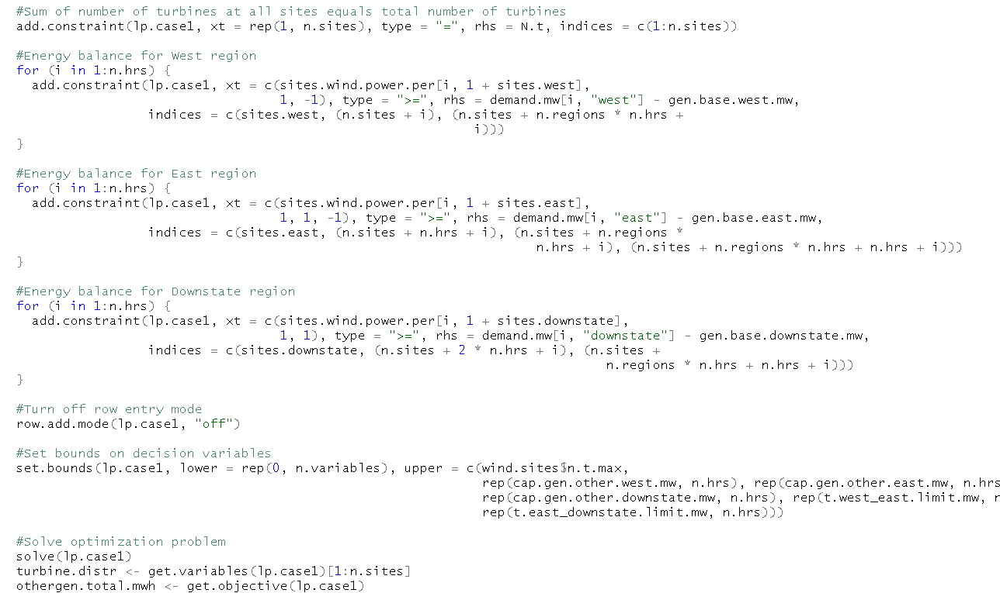 #Sum of number of turbines at all sites equals total number of turbines
add.constraint(lp.case1, xt = rep(1, n.sites), type = "=", rhs = N.t, indices = c(1:n.sites))
#Energy balance for West region
for (i in 1:n.hrs) {
add.constraint(lp.case1, xt = c(sites.wind.power.per[i, 1 + sites.west],
1, -1), type = ">=", rhs = demand.mw[i, "west"] - gen.base.west.mw,
indices = c(sites.west, (n.sites + i), (n.sites + n.regions * n.hrs +
i)))
}
#Energy balance for East region
for (i in 1:n.hrs) {
add.constraint(lp.case1, xt = c(sites.wind.power.per[i, 1 + sites.east],
1, 1, -1), type = ">=", rhs = demand.mw[i, "east"] - gen.base.east.mw,
indices = c(sites.east, (n.sites + n.hrs + i), (n.sites + n.regions *
n.hrs + i), (n.sites + n.regions * n.hrs + n.hrs + i)))
}
#Energy balance for Downstate region
for (i in 1:n.hrs) {
add.constraint(lp.case1, xt = c(sites.wind.power.per[i, 1 + sites.downstate],
1, 1), type = ">=", rhs = demand.mw[i, "downstate"] - gen.base.downstate.mw,
indices = c(sites.downstate, (n.sites + 2 * n.hrs + i), (n.sites +
n.regions * n.hrs + n.hrs + i)))
}
#Turn off row entry mode
row.add.mode(lp.case1, "off")
#Set bounds on decision variables
set.bounds(lp.case1, lower = rep(0, n.variables), upper = c(wind.sites$n.t.max,
rep(cap.gen.other.west.mw, n.hrs), rep(cap.gen.other.east.mw, n.hrs
rep(cap.gen.other.downstate.mw, n.hrs), rep(t.west_east.limit.mw, n
rep(t.east_downstate.limit.mw, n.hrs)))
#Solve optimization problem
solve(lp.case1)
turbine.distr <- get.variables(lp.case1)[1:n.sites]
othergen.total.mwh <- get.objective(lp.case1)